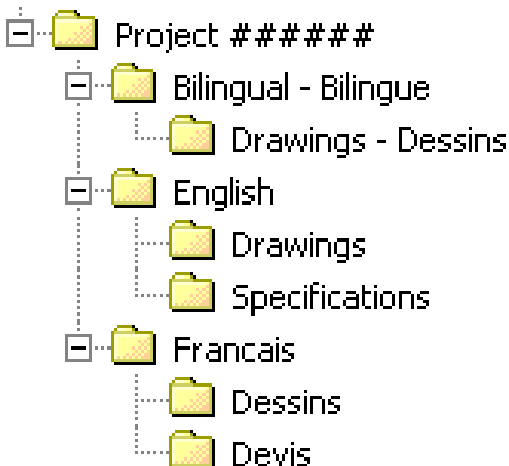 Project ######
Bilingual - Bilingue
Drawings - Dessins
English
Drawings
Specifications
Francais
Dessins
Devis